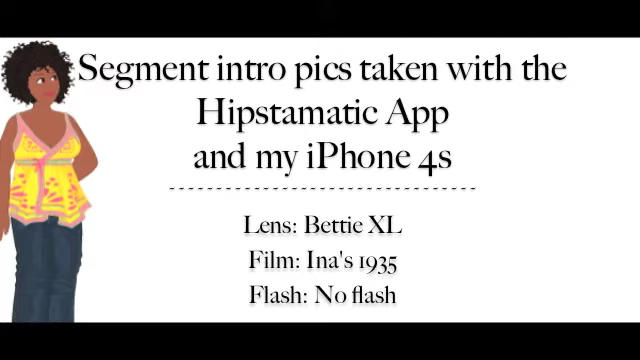 Segment intro pics taken with the
Hipstamatic App
and my iPhone 4s
Lens: Bettie XL
Film: Ina's 1935
Flash: No flash